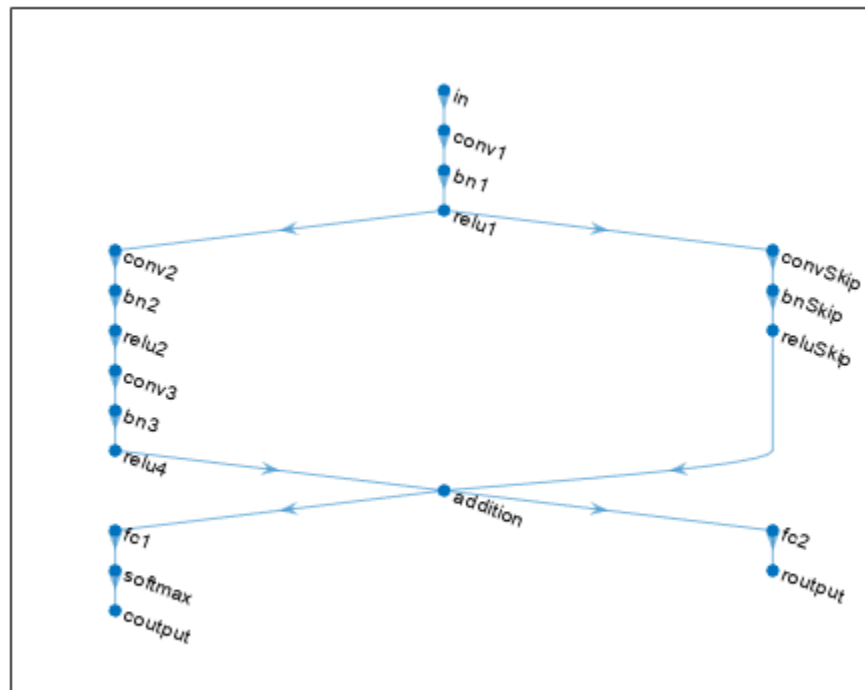 in
conv1
bn1
relu1
conv2
convSkip
bn2
bnSkip
relu2
reluSkip
conv3
bn3
relu4
addition
fc1
fc2
softmax
routput
coutput